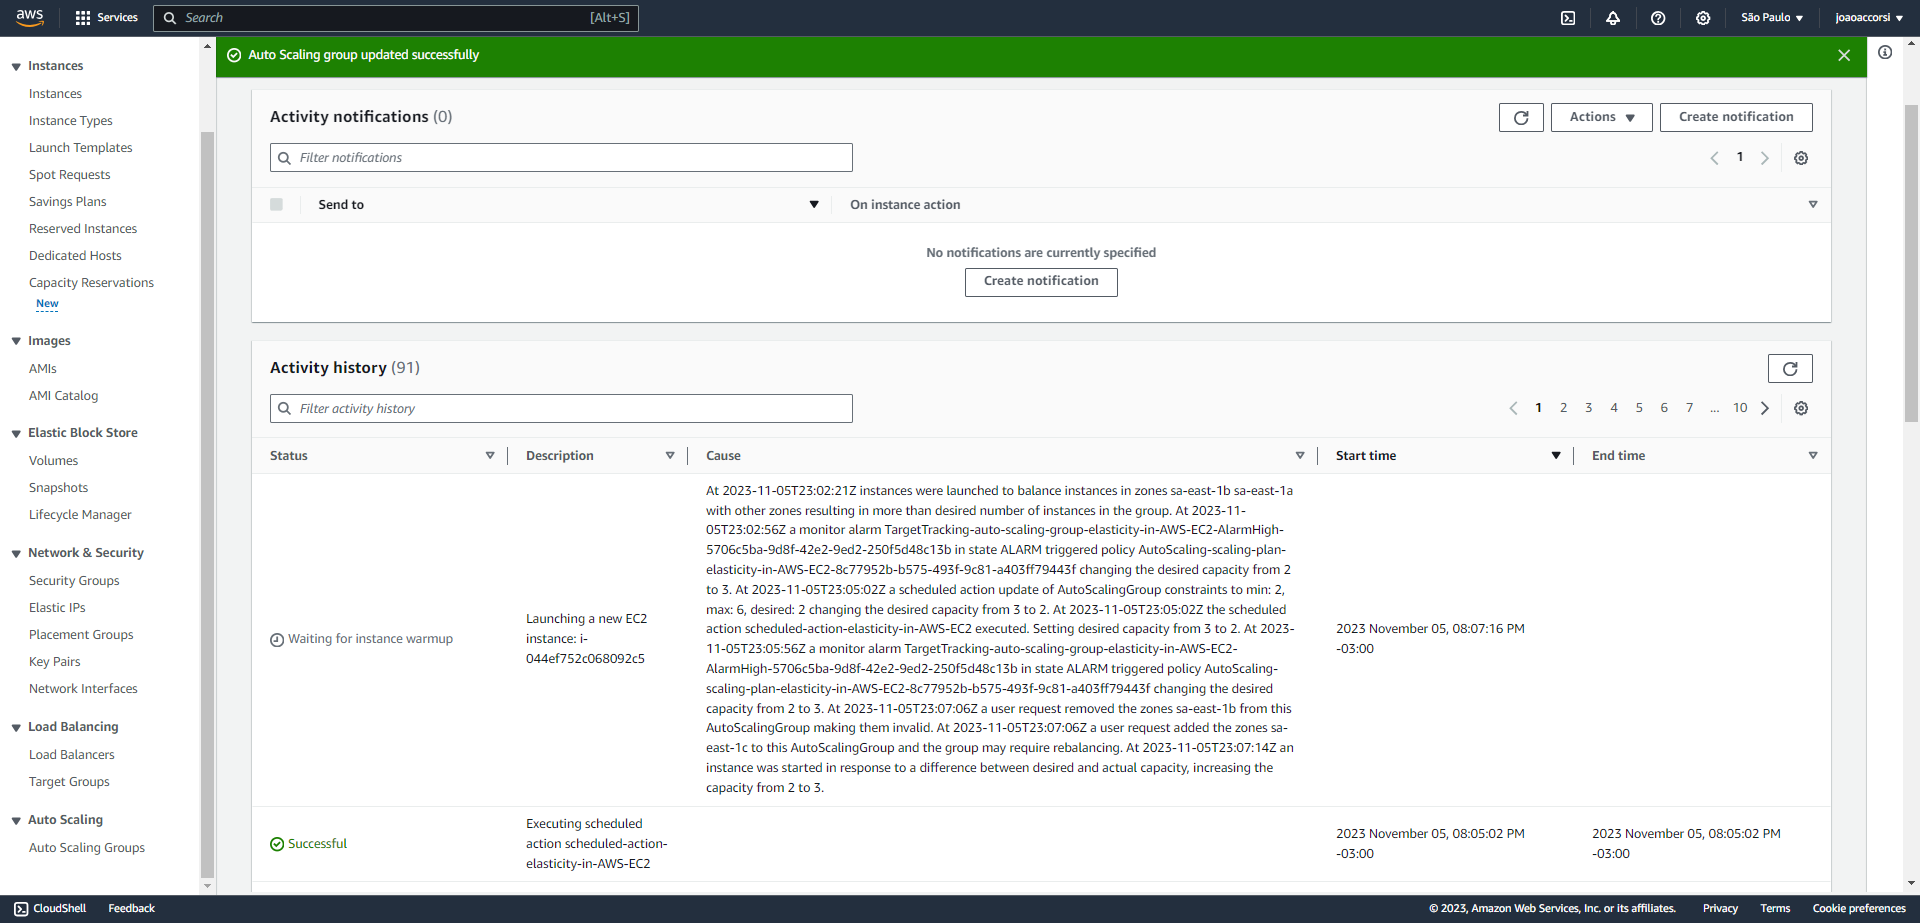 aws
Services
Search
[Alt+S]
São Paulo
joaoaccorsi
Instances
Instances
Instance Types
Launch Templates
Spot Requests
Savings Plans
Reserved Instances
Dedicated Hosts
Capacity Reservations
New
Images
AMIs
AMI Catalog
Elastic Block Store
Volumes
Snapshots
Lifecycle Manager
Network & Security
Security Groups
Elastic IPs
Placement Groups
Key Pairs
Network Interfaces
Load Balancing
Load Balancers
Target Groups
Auto Scaling
Auto Scaling Groups
Auto Scaling group updated successfully
Activity notifications (0)
Actions
Create notification
Filter notifications
1
Send to
On instance action
No notifications are currently specified
Create notification
Activity history (91)
Filter activity history
1 2 3 4 5 6 7 ... 10
Status
Description
Cause
Start time
End time
Waiting for instance warmup
Launching a new EC2
instance: i-
044ef752c068092c5
At 2023-11-05T23:02:21Z instances were launched to balance instances in zones sa-east-1b sa-east-1a
with other zones resulting in more than desired number of instances in the group. At 2023-11-
05T23:02:56Z a monitor alarm TargetTracking-auto-scaling-group-elasticity-in-AWS-EC2-AlarmHigh-
5706c5ba-9d8f-42e2-9ed2-250f5d48c13b in state ALARM triggered policy AutoScaling-scaling-plan-
elasticity-in-AWS-EC2-8c77952b-b575-493f-9c81-a403ff79443f changing the desired capacity from 2
to 3. At 2023-11-05T23:05:02Z a scheduled action update of AutoScalingGroup constraints to min: 2,
max: 6, desired: 2 changing the desired capacity from 3 to 2. At 2023-11-05T23:05:02Z the scheduled
action scheduled-action-elasticity-in-AWS-EC2 executed. Setting desired capacity from 3 to 2. At 2023-
11-05T23:05:56Z a monitor alarm TargetTracking-auto-scaling-group-elasticity-in-AWS-EC2-
AlarmHigh-5706c5ba-9d8f-42e2-9ed2-250f5d48c13b in state ALARM triggered policy AutoScaling-
scaling-plan-elasticity-in-AWS-EC2-8c77952b-b575-493f-9c81-a403ff79443f changing the desired
capacity from 2 to 3. At 2023-11-05T23:07:06Z a user request removed the zones sa-east-1b from this
AutoScalingGroup making them invalid. At 2023-11-05T23:07:06Z a user request added the zones sa-
east-1c to this AutoScalingGroup and the group may require rebalancing. At 2023-11-05T23:07:14Z an
instance was started in response to a difference between desired and actual capacity, increasing the
capacity from 2 to 3.
2023 November 05, 08:07:16 PM
-03:00
Successful
Executing scheduled
action scheduled-action-
elasticity-in-AWS-EC2
2023 November 05, 08:05:02 PM
-03:00
2023 November 05, 08:05:02 PM
-03:00
CloudShell
Feedback
© 2023, Amazon Web Services, Inc. or its affiliates.
Privacy
Terms
Cookie preferences